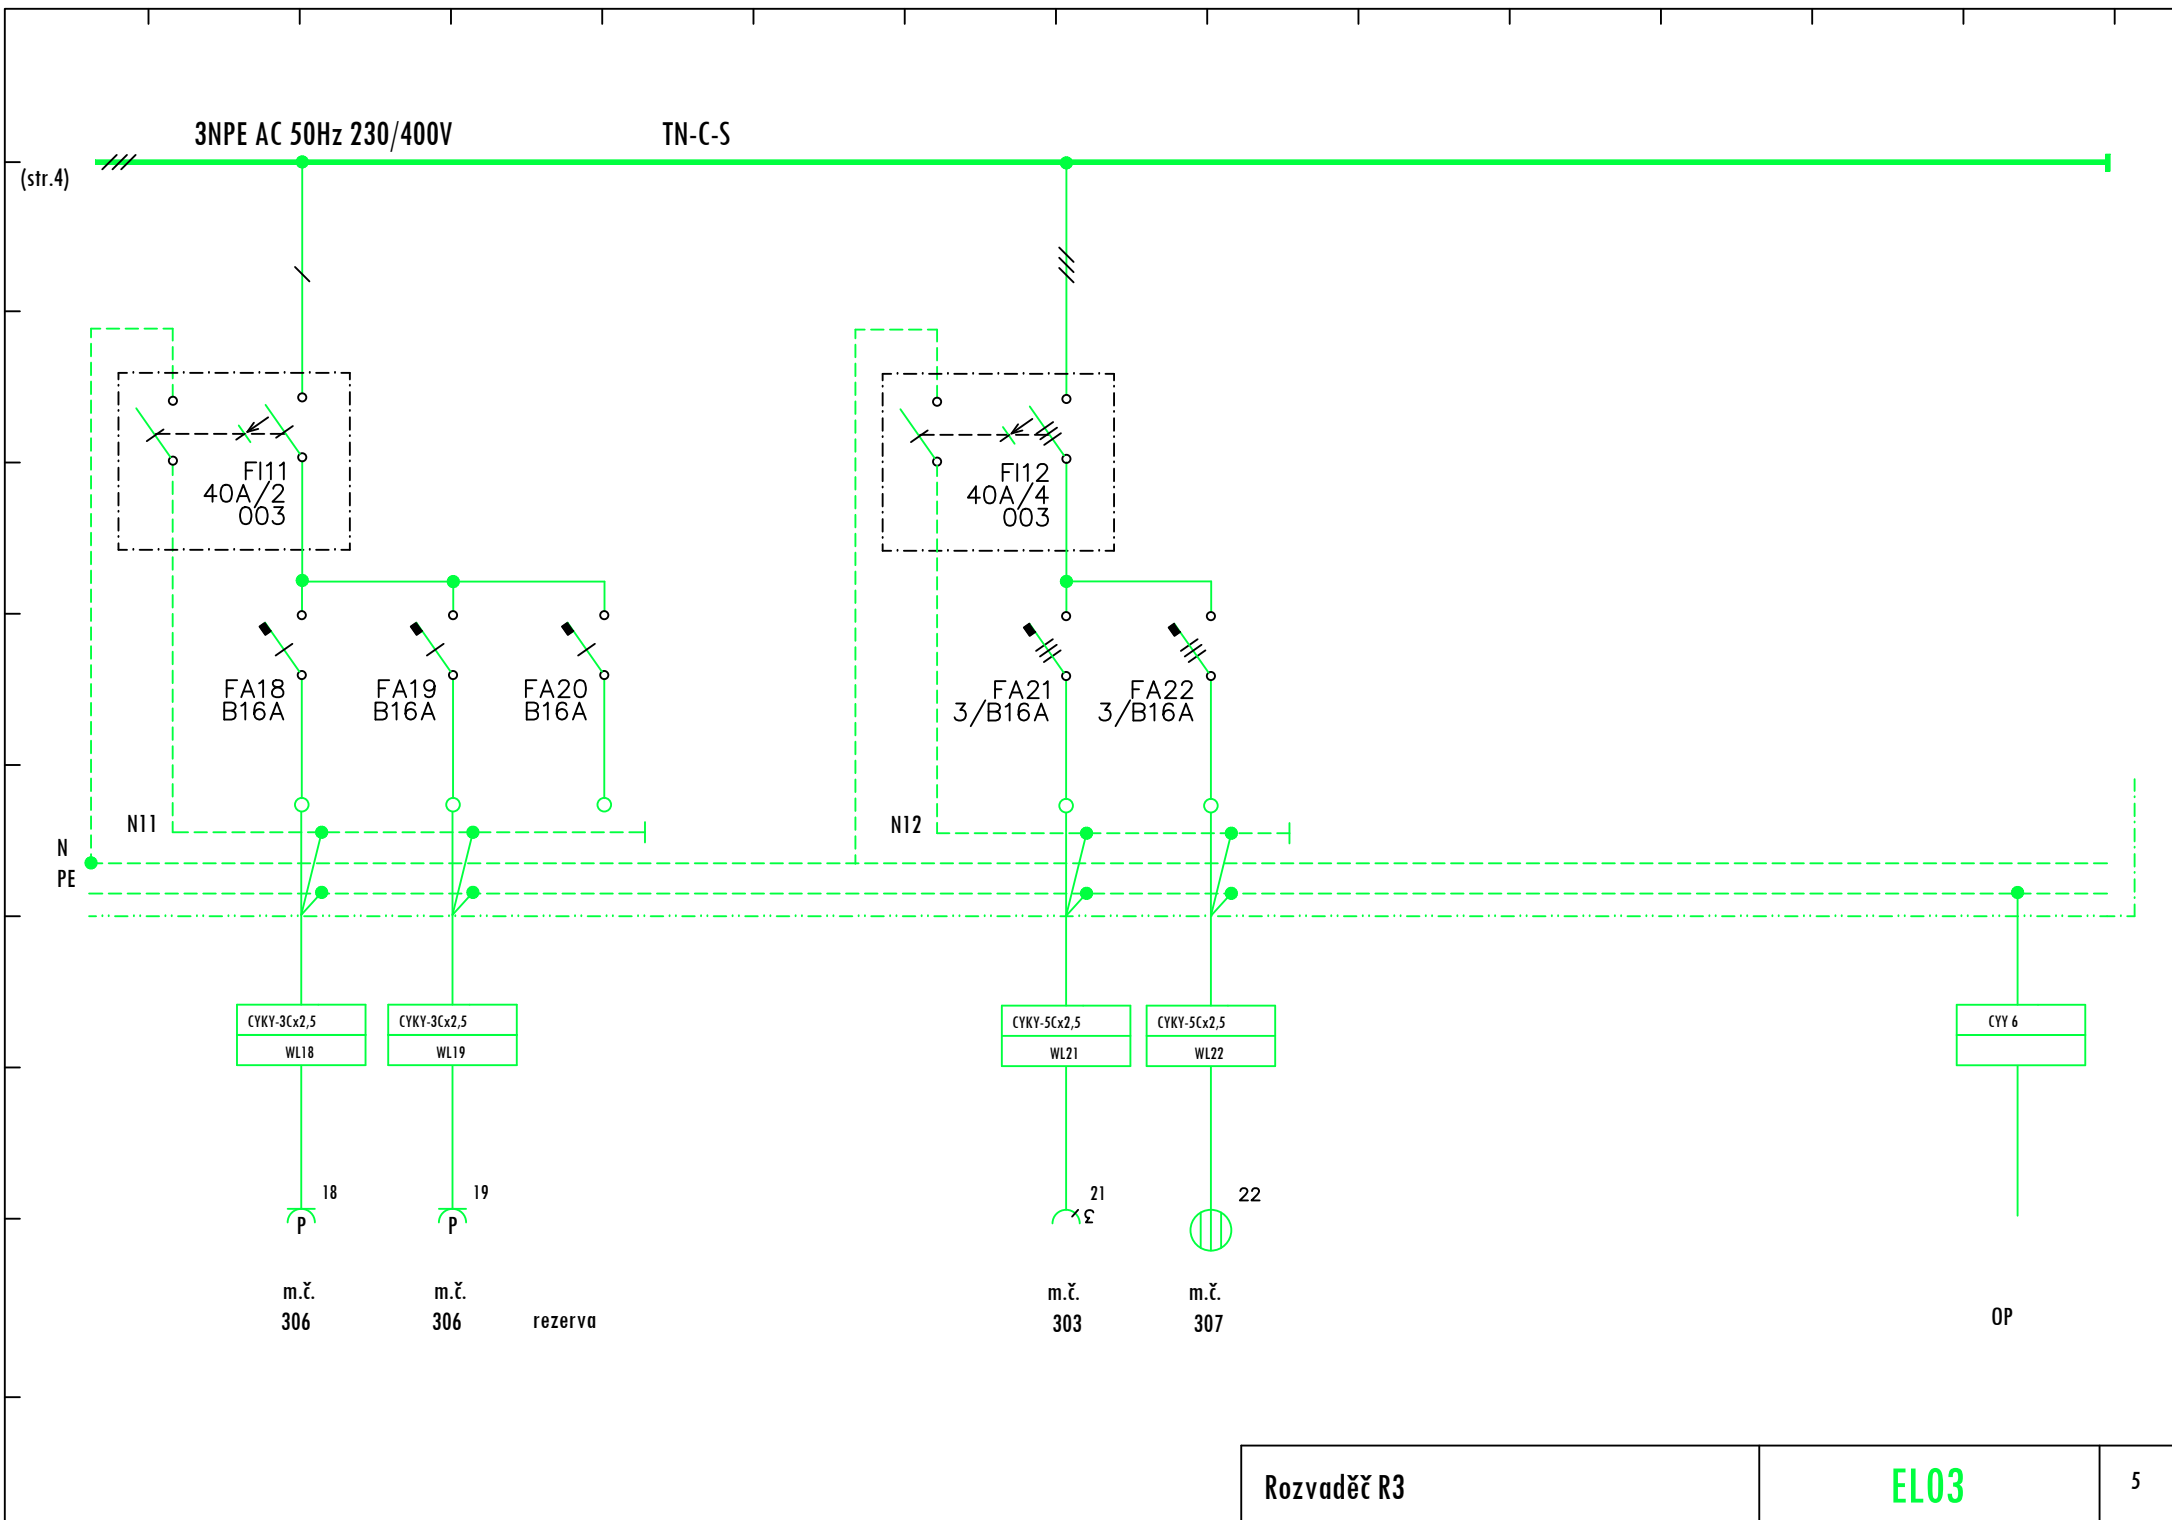 3NPE AC 50Hz 230/400V TN-C-S
(str.4)
FI11
40A/2
003
FI12
40A/4
003
FA18
B16A
FA19
B16A
FA20
B16A
FA21
3/B16A
FA22
3/B16A
N11
N12
N
PE
CYKY-3Cx2,5
WL18
CYKY-3Cx2,5
WL19
CYKY-5Cx2,5
WL21
CYKY-5Cx2,5
WL22
CYY 6
18
P
19
P
21
3
22
m.č.
306
m.č.
306
rezerva
m.č.
303
m.č.
307
OP
Rozvaděč R3
EL03
5